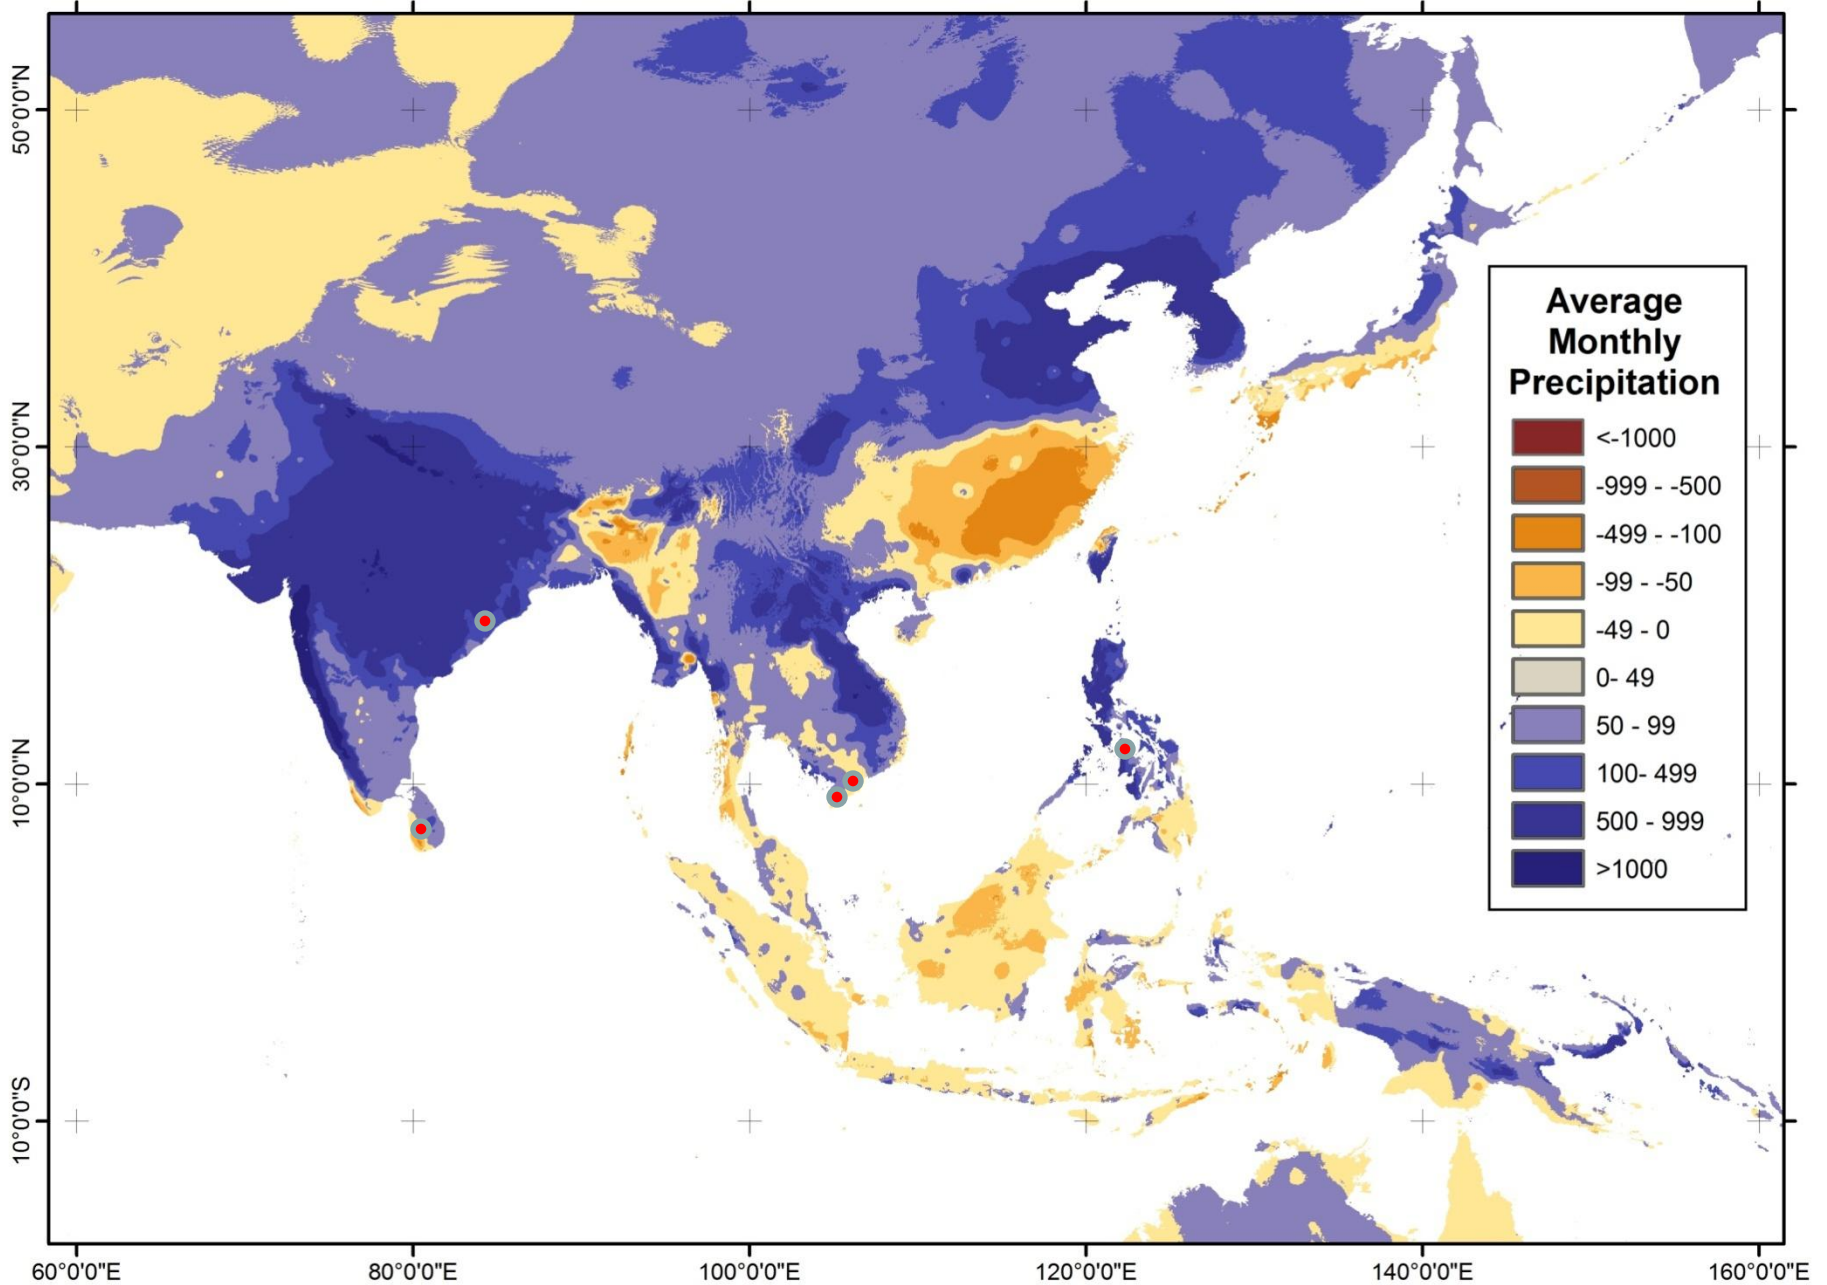 50°0'0"N
30°0'0"N
10°0'0"N
10°0'0"S
Average
Monthly
Precipitation
<-1000
-999 - -500
-499 - -100
-99 - -50
-49 - 0
0- 49
50 - 99
100- 499
500 - 999
>1000
60°0'0"E
80°0'0"E
100°0'0"E
120°0'0"E
140°0'0"E
160°0'0"E